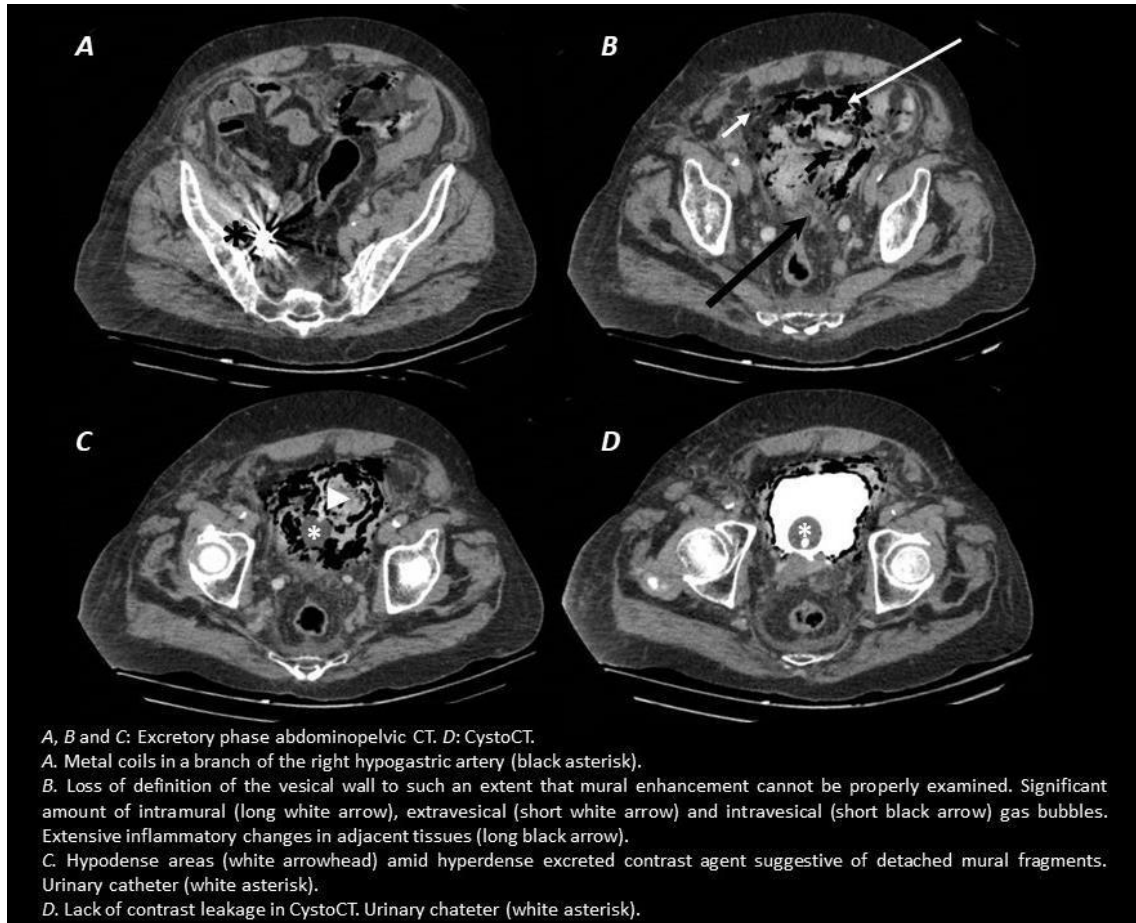 A
B
C
D
A, B and C: Excretory phase abdominopelvic CT. D: CystoCT.
A. Metal coils in a branch of the right hypogastric artery (black asterisk).
B. Loss of definition of the vesical wall to such an extent that mural enhancement cannot be properly examined. Significant
amount of intramural (long white arrow), extravesical (short white arrow) and intravesical (short black arrow) gas bubbles.
Extensive inflammatory changes in adjacent tissues (long black arrow).
C. Hypodense areas (white arrowhead) amid hyperdense excreted contrast agent suggestive of detached mural fragments.
Urinary catheter (white asterisk).
D. Lack of contrast leakage in CystoCT. Urinary chateter (white asterisk).